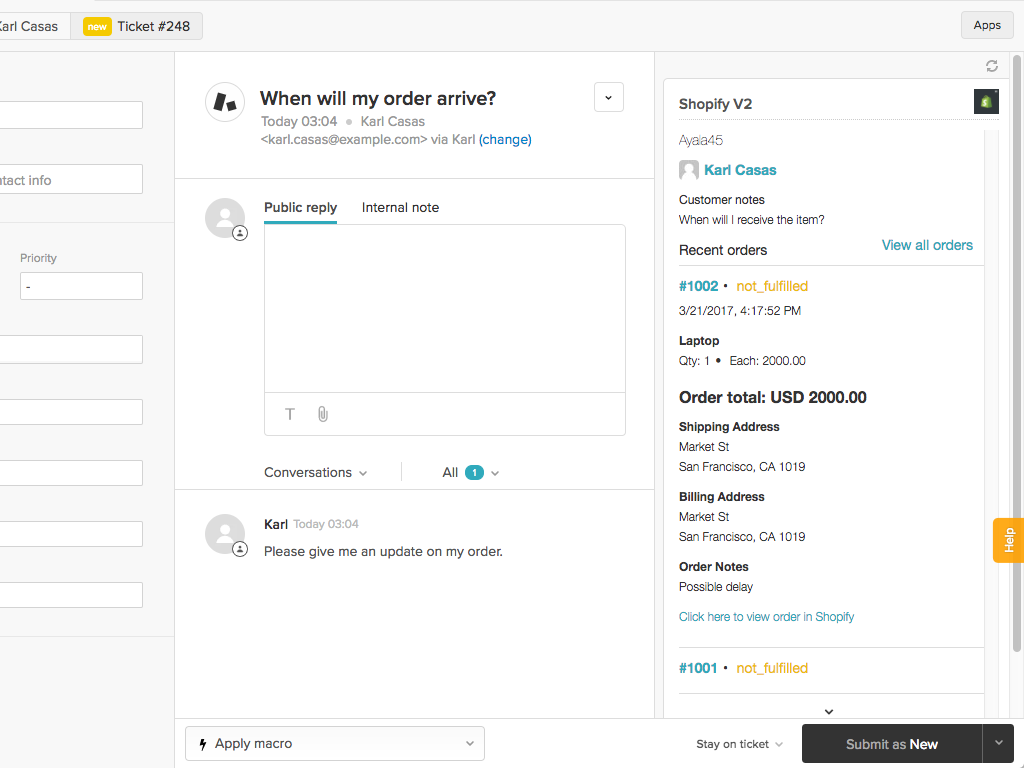 Karl Casas
new Ticket #248
Apps
Priority
-
When will my order arrive?
Today 03:04 Karl Casas
<karl.casas@example.com> via Karl (change)
Public reply Internal note
T
Conversations All 1
Karl Today 03:04
Please give me an update on my order.
Shopify V2
Ayala45
Karl Casas
Customer notes
When will I receive the item?
Recent orders View all orders
#1002 • not_fulfilled
3/21/2017, 4:17:52 PM
Laptop
Qty: 1 • Each: 2000.00
Order total: USD 2000.00
Shipping Address
Market St
San Francisco, CA 1019
Billing Address
Market St
San Francisco, CA 1019
Order Notes
Possible delay
Click here to view order in Shopify
#1001 • not_fulfilled
Help
Apply macro
Stay on ticket
Submit as New